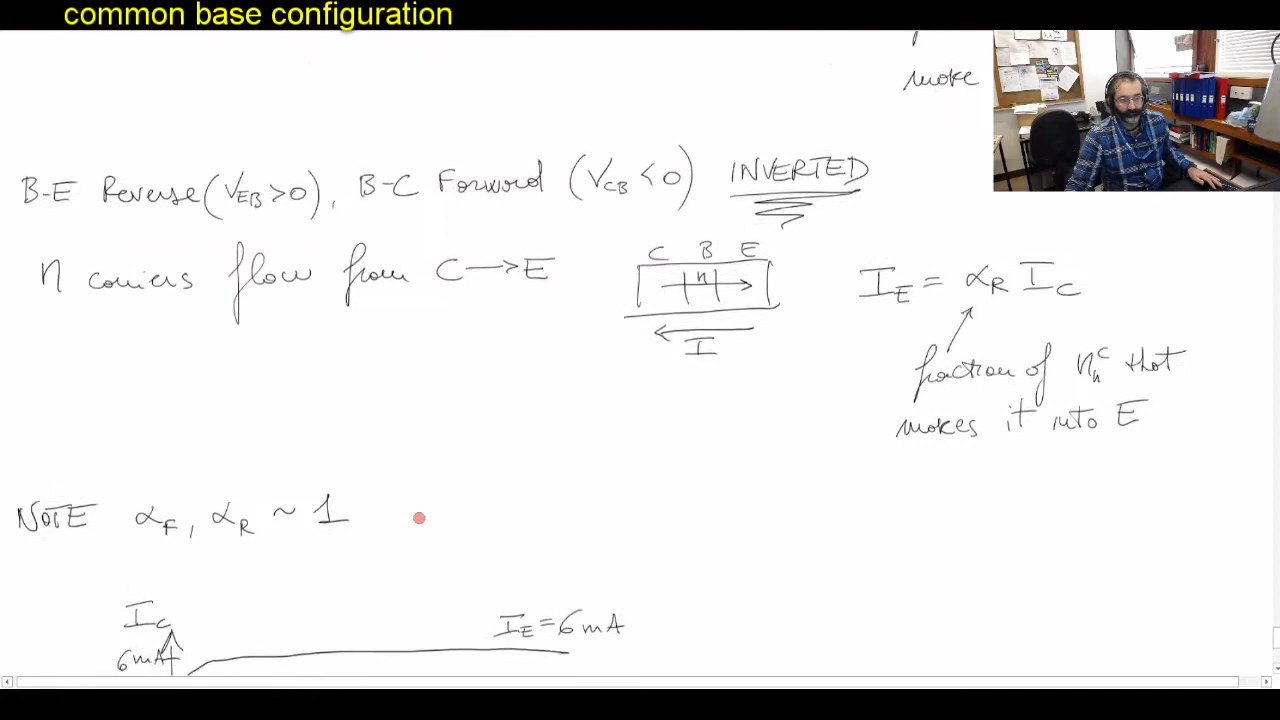 common base configuration
make
B-E Reverse (V_EB > 0), B-C Forward (V_CB < 0) INVERTED
n carriers flow from C → E
C B E
n
I
I_E = α_R I_C
fraction of n_n^c that
makes it into E
NOTE α_F, α_R ~ 1
I_C
I_E = 6mA
6mA